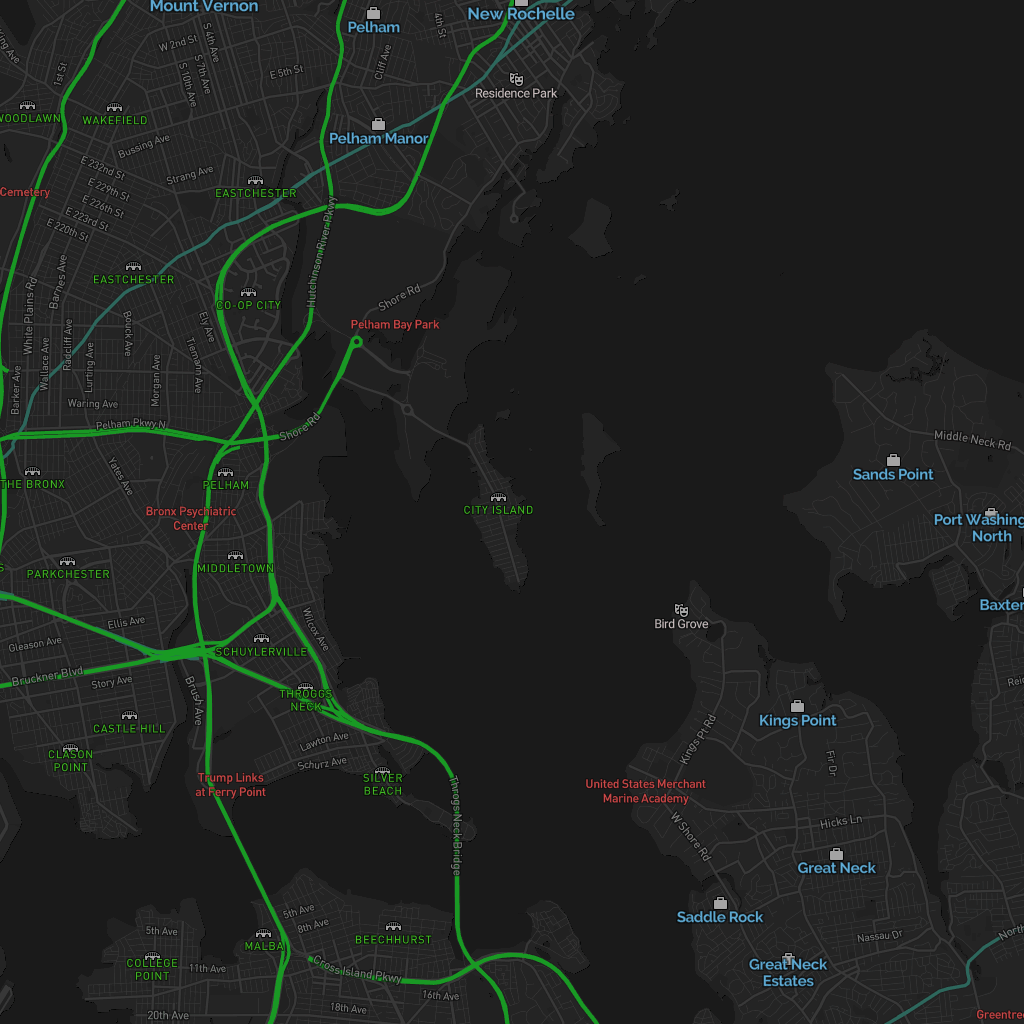 Mount Vernon
Pelham
New Rochelle
4th St
S 4th Ave
W 2nd St
S 7th Ave
Cliff Ave
1st St
E 5th St
S 10th Ave
Residence Park
WOODLAWN
WAKEFIELD
Pelham Manor
Bussing Ave
E 232nd St
Strang Ave
E 229th St
EASTCHESTER
Cemetery
E 226th St
E 223rd St
E 220th St
Hutchinson River Pkwy
EASTCHESTER
Barnes Ave
White Plains Rd
CO-OP CITY
Shore Rd
Pelham Bay Park
Bouck Ave
Ely Ave
Radcliff Ave
Wallace Ave
Lurting Ave
Morgan Ave
Tiemann Ave
Barker Ave
Waring Ave
Pelham Pkwy N
Shore Rd
Middle Neck Rd
Sands Point
Yates Ave
THE BRONX
PELHAM
CITY ISLAND
Bronx Psychiatric
Center
Port Washing
North
MIDDLETOWN
PARKCHESTER
Baxter
Wilcox Ave
Bird Grove
Ellis Ave
Gleason Ave
SCHUYLERVILLE
Bruckner Blvd
Story Ave
Brush Ave
THROGGS
NECK
Kings Point
CASTLE HILL
Kings Pt Rd
Lawton Ave
Schurz Ave
Fir Dr
CLASON
POINT
Trump Links
at Ferry Point
SILVER
BEACH
United States Merchant
Marine Academy
Throgs Neck Bridge
W Shore Rd
Hicks Ln
Great Neck
5th Ave
8th Ave
Saddle Rock
5th Ave
MALBA
BEECHHURST
Nassau Dr
North
COLLEGE
POINT
11th Ave
Cross Island Pkwy
Great Neck
Estates
16th Ave
18th Ave
20th Ave
Greentree